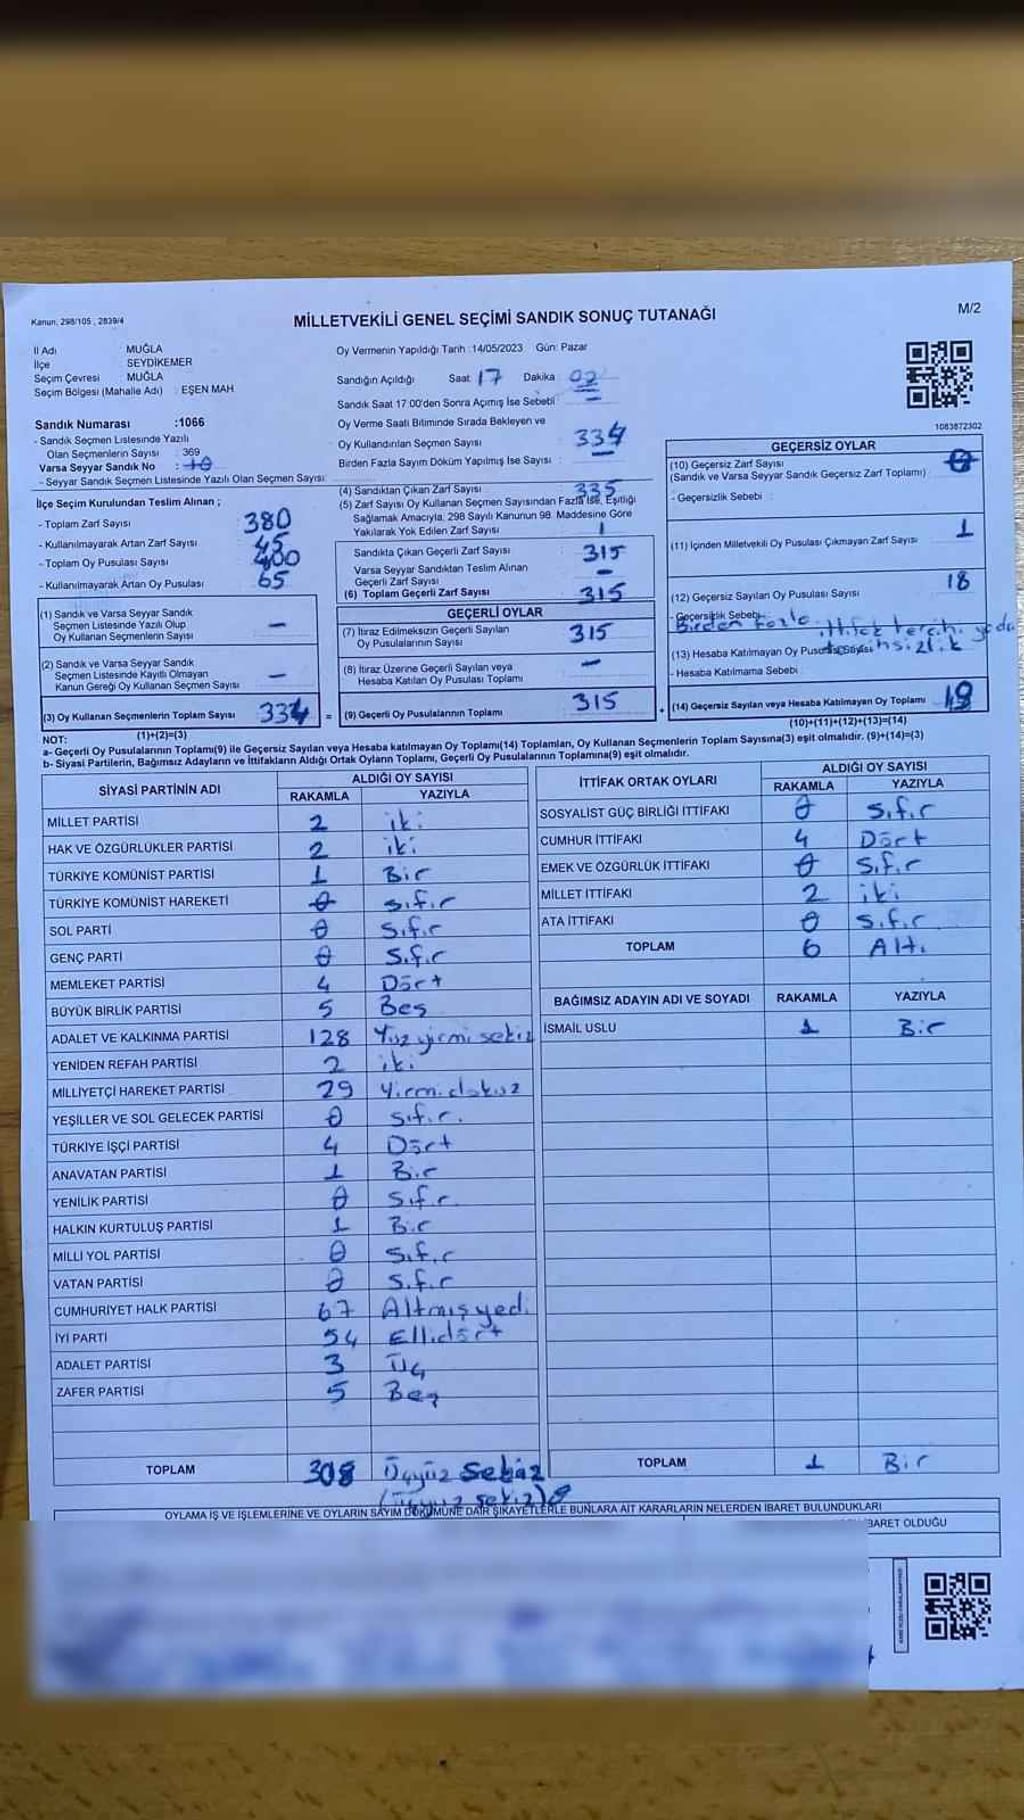 Kanun, 298/105 , 2839/4
MİLLETVEKİLİ GENEL SEÇİMİ SANDIK SONUÇ TUTANAĞI
M/2
İl Adı MUĞLA
İlçe SEYDİKEMER
Seçim Çevresi MUĞLA
Seçim Bölgesi (Mahalle Adı) : EŞEN MAH
Sandık Numarası :1066
- Sandık Seçmen Listesinde Yazılı
Olan Seçmenlerin Sayısı : 369
Varsa Seyyar Sandık No :
- Seyyar Sandık Seçmen Listesinde Yazılı Olan Seçmen Sayısı:
İlçe Seçim Kurulundan Teslim Alınan ;
- Toplam Zarf Sayısı 380
- Kullanılmayarak Artan Zarf Sayısı 45
- Toplam Oy Pusulası Sayısı 400
- Kullanılmayarak Artan Oy Pusulası 65
(1) Sandık ve Varsa Seyyar Sandık
Seçmen Listesinde Yazılı Olup
Oy Kullanan Seçmenlerin Sayısı –
(2) Sandık ve Varsa Seyyar Sandık
Seçmen Listesinde Kayıtlı Olmayan
Kanun Gereği Oy Kullanan Seçmen Sayısı –
(3) Oy Kullanan Seçmenlerin Toplam Sayısı 334 =
(1)+(2)=(3)
Oy Vermenin Yapıldığı Tarih :14/05/2023 Gün: Pazar
Sandığın Açıldığı Saat: 17 Dakika 02
Sandık Saat 17:00'den Sonra Açımış İse Sebebi :
Oy Verme Saati Bitiminde Sırada Bekleyen ve
Oy Kullandırılan Seçmen Sayısı : 334
Birden Fazla Sayım Döküm Yapılmış İse Sayısı :
(4) Sandıktan Çıkan Zarf Sayısı 335
(5) Zarf Sayısı Oy Kullanan Seçmen Sayısından Fazla İse, Eşitliği
Sağlamak Amacıyla, 298 Sayılı Kanunun 98. Maddesine Göre
Yakılarak Yok Edilen Zarf Sayısı : 1
Sandıkta Çıkan Geçerli Zarf Sayısı : 315
Varsa Seyyar Sandıktan Teslim Alınan
Geçerli Zarf Sayısı : –
(6) Toplam Geçerli Zarf Sayısı : 315
GEÇERLİ OYLAR
(7) İtiraz Edilmeksizin Geçerli Sayılan
Oy Pusulalarının Sayısı : 315
(8) İtiraz Üzerine Geçerli Sayılan veya
Hesaba Katılan Oy Pusulası Toplamı : –
(9) Geçerli Oy Pusulalarının Toplamı : 315 +
1083872302
GEÇERSİZ OYLAR
(10) Geçersiz Zarf Sayısı 0
(Sandık ve Varsa Seyyar Sandık Geçersiz Zarf Toplamı)
- Geçersizlik Sebebi :
(11) İçinden Milletvekili Oy Pusulası Çıkmayan Zarf Sayısı : 1
(12) Geçersiz Sayılan Oy Pusulası Sayısı : 18
- Geçersizlik Sebebi
Birden fazla ittifak tercihi yada
(13) Hesaba Katılmayan Oy Pusulası Sayısı
- Hesaba Katılmama Sebebi
(14) Geçersiz Sayılan veya Hesaba Katılmayan Oy Toplamı : 19
(10)+(11)+(12)+(13)=(14)
NOT:
a- Geçerli Oy Pusulalarının Toplamı(9) ile Geçersiz Sayılan veya Hesaba katılmayan Oy Toplamı(14) Toplamları, Oy Kullanan Seçmenlerin Toplam Sayısına(3) eşit olmalıdır. (9)+(14)=(3)
b- Siyasi Partilerin, Bağımsız Adayların ve İttifakların Aldığı Ortak Oyların Toplamı, Geçerli Oy Pusulalarının Toplamına(9) eşit olmalıdır.
SİYASİ PARTİNİN ADI ALDIĞI OY SAYISI
RAKAMLA YAZIYLA
MİLLET PARTİSİ 2 iki
HAK VE ÖZGÜRLÜKLER PARTİSİ 2 iki
TÜRKİYE KOMÜNİST PARTİSİ 1 Bir
TÜRKİYE KOMÜNİST HAREKETİ 0 sıfır
SOL PARTİ 0 Sıfır
GENÇ PARTİ 0 Sıfır
MEMLEKET PARTİSİ 4 Dört
BÜYÜK BİRLİK PARTİSİ 5 Beş
ADALET VE KALKINMA PARTİSİ 128 Yüz yirmi sekiz
YENİDEN REFAH PARTİSİ 2 iki
MİLLİYETÇİ HAREKET PARTİSİ 29 Yirmi dokuz
YEŞİLLER VE SOL GELECEK PARTİSİ 0 sıfır.
TÜRKİYE İŞÇİ PARTİSİ 4 Dört
ANAVATAN PARTİSİ 1 Bir
YENİLİK PARTİSİ 0 Sıfır
HALKIN KURTULUŞ PARTİSİ 1 Bir
MİLLİ YOL PARTİSİ 0 Sıfır
VATAN PARTİSİ 0 Sıfır
CUMHURİYET HALK PARTİSİ 67 Altmış yedi
İYİ PARTİ 54 Ellidört
ADALET PARTİSİ 3 Üç
ZAFER PARTİSİ 5 Beş
TOPLAM 308 Üçyüz Sekiz
(üçyüz sekiz)
İTTİFAK ORTAK OYLARI ALDIĞI OY SAYISI
RAKAMLA YAZIYLA
SOSYALİST GÜÇ BİRLİĞİ İTTİFAKI 0 Sıfır
CUMHUR İTTİFAKI 4 Dört
EMEK VE ÖZGÜRLÜK İTTİFAKI 0 Sıfır
MİLLET İTTİFAKI 2 iki
ATA İTTİFAKI 0 Sıfır
TOPLAM 6 Altı
BAĞIMSIZ ADAYIN ADI VE SOYADI RAKAMLA YAZIYLA
İSMAİL USLU 1 Bir
TOPLAM 1 Bir
OYLAMA İŞ VE İŞLEMLERİNE VE OYLARIN SAYIM DÖKÜMÜNE DAİR ŞİKAYETLERLE BUNLARA AİT KARARLARIN NELERDEN İBARET BULUNDUKLARI
İBARET OLDUĞU